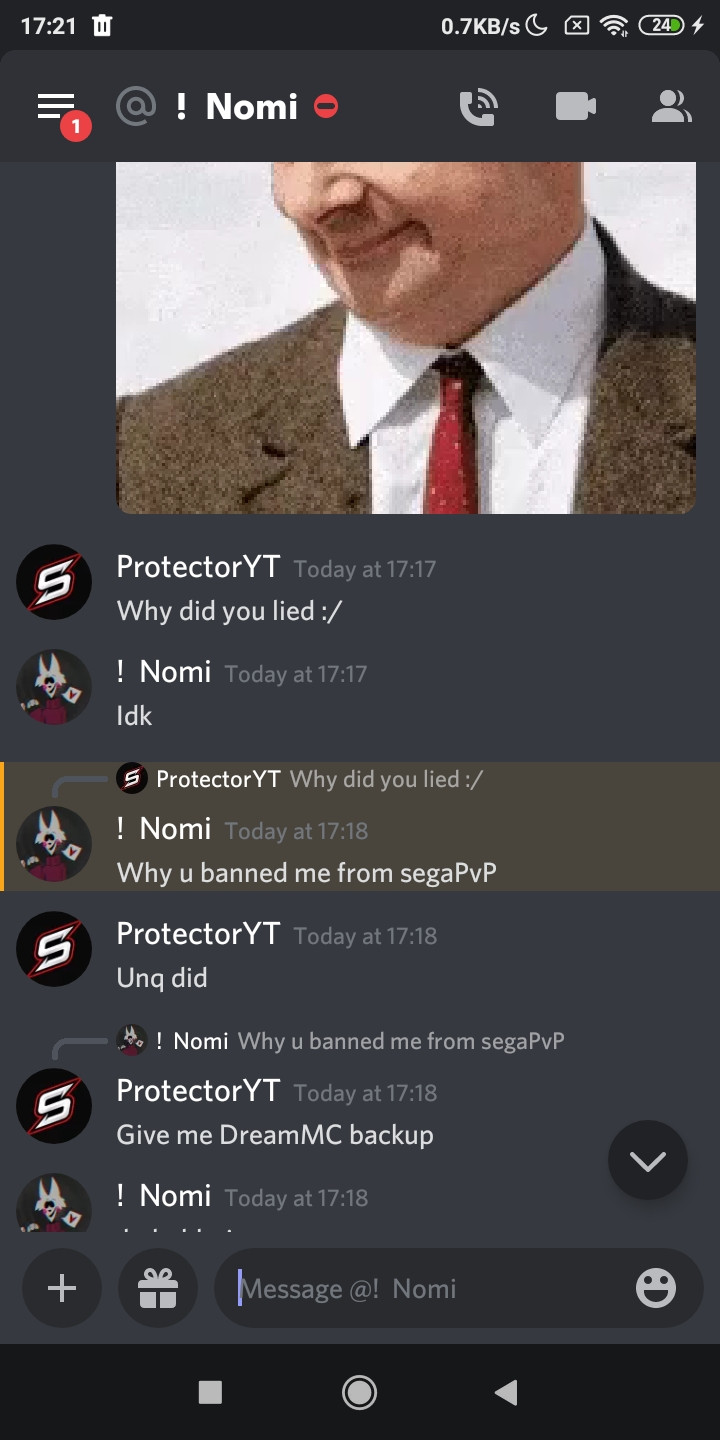 17:21 0.7KB/s 24
1 ! Nomi
ProtectorYT Today at 17:17
Why did you lied :/
! Nomi Today at 17:17
Idk
ProtectorYT Why did you lied :/
! Nomi Today at 17:18
Why u banned me from segaPvP
ProtectorYT Today at 17:18
Unq did
! Nomi Why u banned me from segaPvP
ProtectorYT Today at 17:18
Give me DreamMC backup
! Nomi Today at 17:18
Message @! Nomi